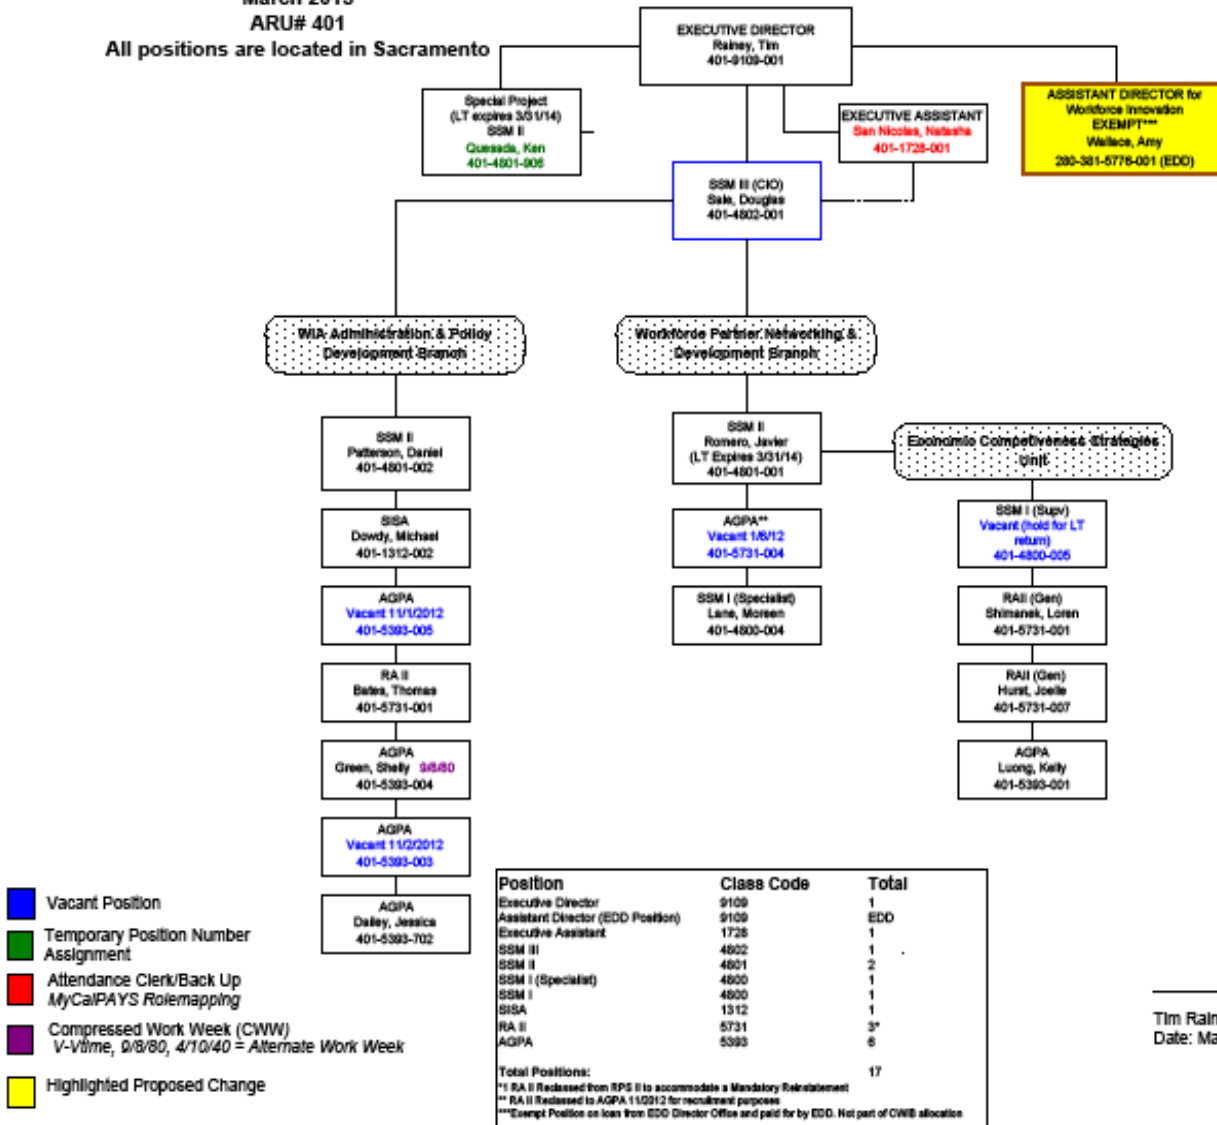 March 2013
ARU# 401
All positions are located in Sacramento
EXECUTIVE DIRECTOR
Rainey, Tim
401-9109-001
Special Project
(LT expires 3/31/14)
SSM II
Quesada, Ken
401-4801-906
EXECUTIVE ASSISTANT
San Nicolas, Natasha
401-1728-001
ASSISTANT DIRECTOR for
Workforce Innovation
EXEMPT***
Wallace, Amy
280-381-5776-001 (EDD)
SSM III (CIO)
Sale, Douglas
401-4802-001
WIA Administration & Policy
Development Branch
Workforce Partner Networking &
Development Branch
SSM II
Patterson, Daniel
401-4801-002
SISA
Dowdy, Michael
401-1312-002
AGPA
Vacant 11/1/2012
401-5393-005
RA II
Bates, Thomas
401-5731-001
AGPA
Green, Shelly 9/8/80
401-5393-004
AGPA
Vacant 11/2/2012
401-5393-003
AGPA
Dailey, Jessica
401-5393-702
SSM II
Romero, Javier
(LT Expires 3/31/14)
401-4801-001
AGPA**
Vacant 1/6/12
401-5731-004
SSM I (Specialist)
Lane, Moreen
401-4800-004
Economic Competiveness Strategies
Unit
SSM I (Supv)
Vacant (hold for LT
return)
401-4800-005
RAII (Gen)
Shimanek, Loren
401-5731-001
RAII (Gen)
Hurst, Joelle
401-5731-007
AGPA
Luong, Kelly
401-5393-001
Vacant Position
Temporary Position Number
Assignment
Attendance Clerk/Back Up
MyCalPAYS Rolemapping
Compressed Work Week (CWW)
V-Vtime, 9/8/80, 4/10/40 = Alternate Work Week
Highlighted Proposed Change
Position Class Code Total
Executive Director 9109 1
Assistant Director (EDD Position) 9109 EDD
Executive Assistant 1728 1
SSM III 4802 1 .
SSM II 4801 2
SSM I (Specialist) 4800 1
SSM I 4800 1
SISA 1312 1
RA II 5731 3*
AGPA 5393 6
Total Positions: 17
*1 RA II Reclassed from RPS II to accommodate a Mandatory Reinstatement
** RA II Reclassed to AGPA 11/2012 for recruitment purposes
***Exempt Position on loan from EDD Director Office and paid for by EDD. Not part of CWIB allocation
Tim Rain
Date: Ma